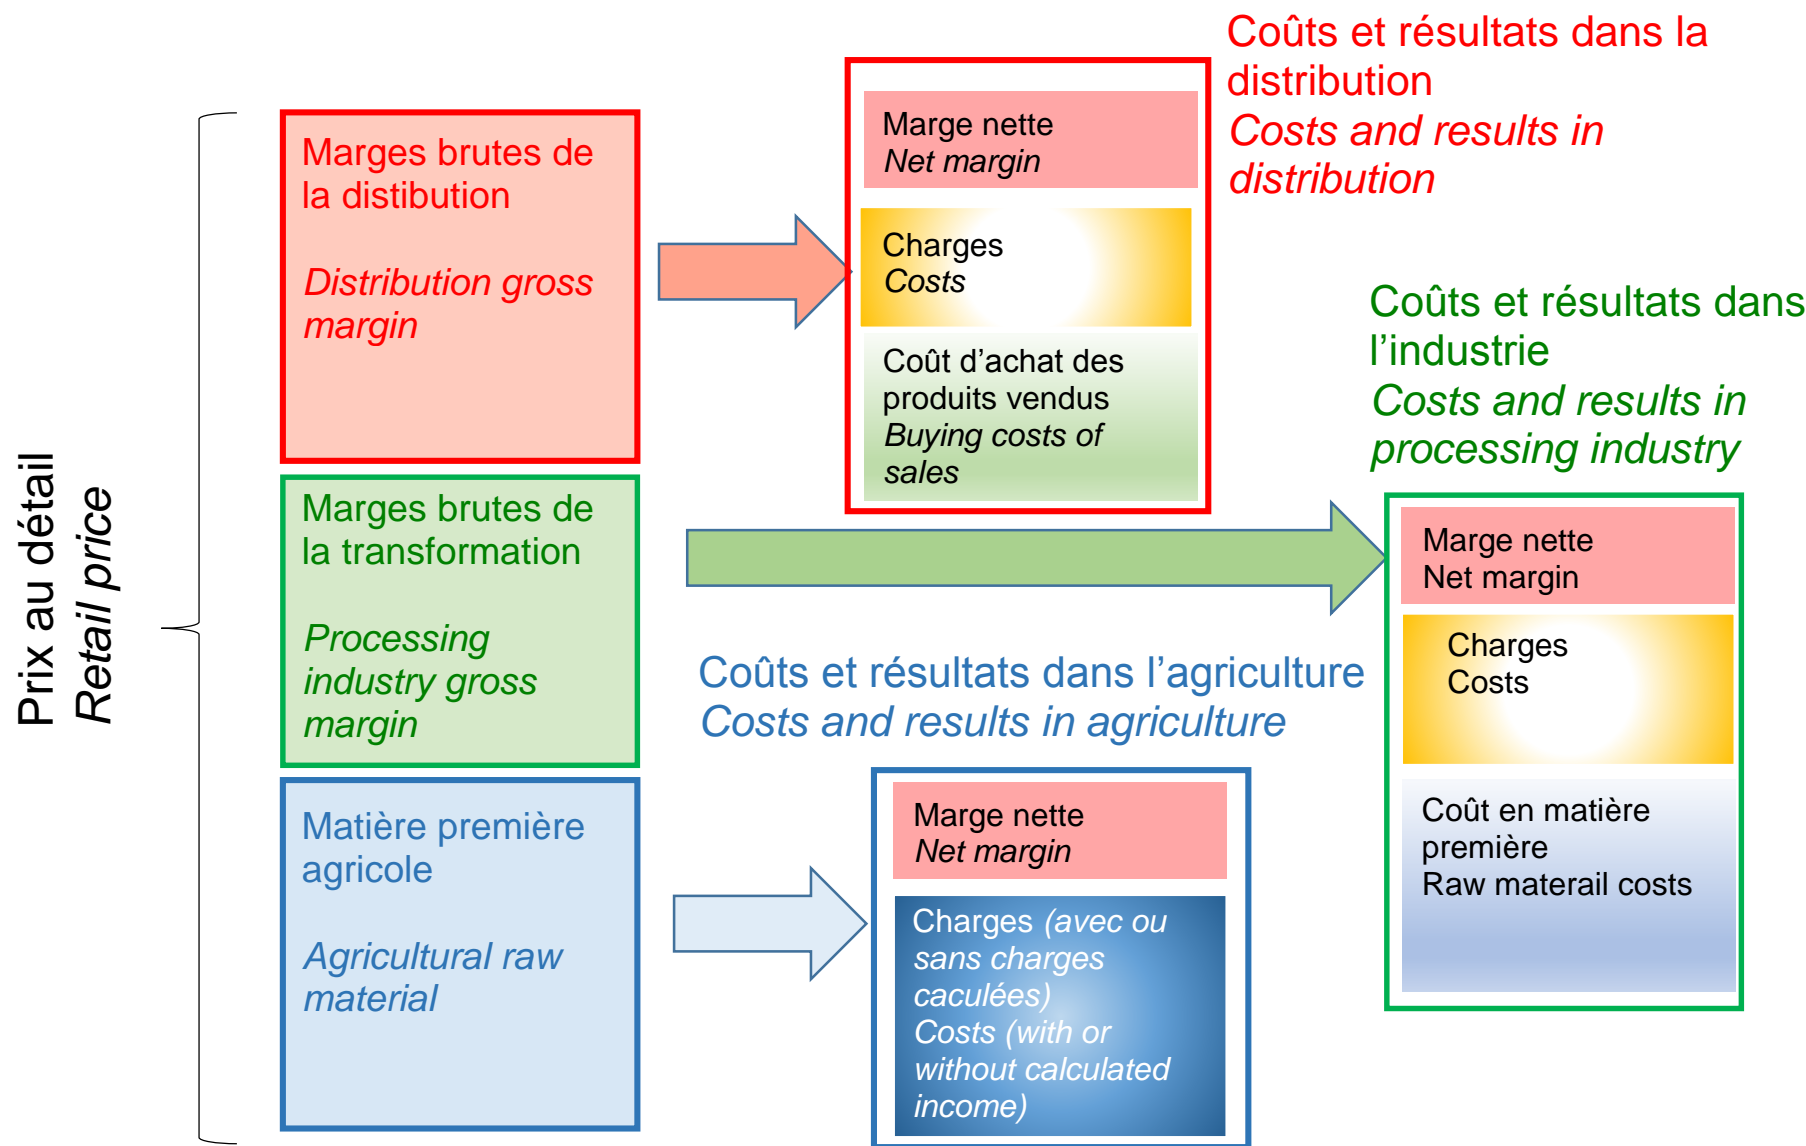 Prix au détail
Retail price
Marges brutes de
la distibution
Distribution gross
margin
Marges brutes de
la transformation
Processing
industry gross
margin
Matière première
agricole
Agricultural raw
material
Coûts et résultats dans la
distribution
Costs and results in
distribution
Marge nette
Net margin
Charges
Costs
Coût d’achat des
produits vendus
Buying costs of
sales
Coûts et résultats dans
l’industrie
Costs and results in
processing industry
Marge nette
Net margin
Charges
Costs
Coût en matière
première
Raw materail costs
Coûts et résultats dans l’agriculture
Costs and results in agriculture
Marge nette
Net margin
Charges (avec ou
sans charges
caculées)
Costs (with or
without calculated
income)